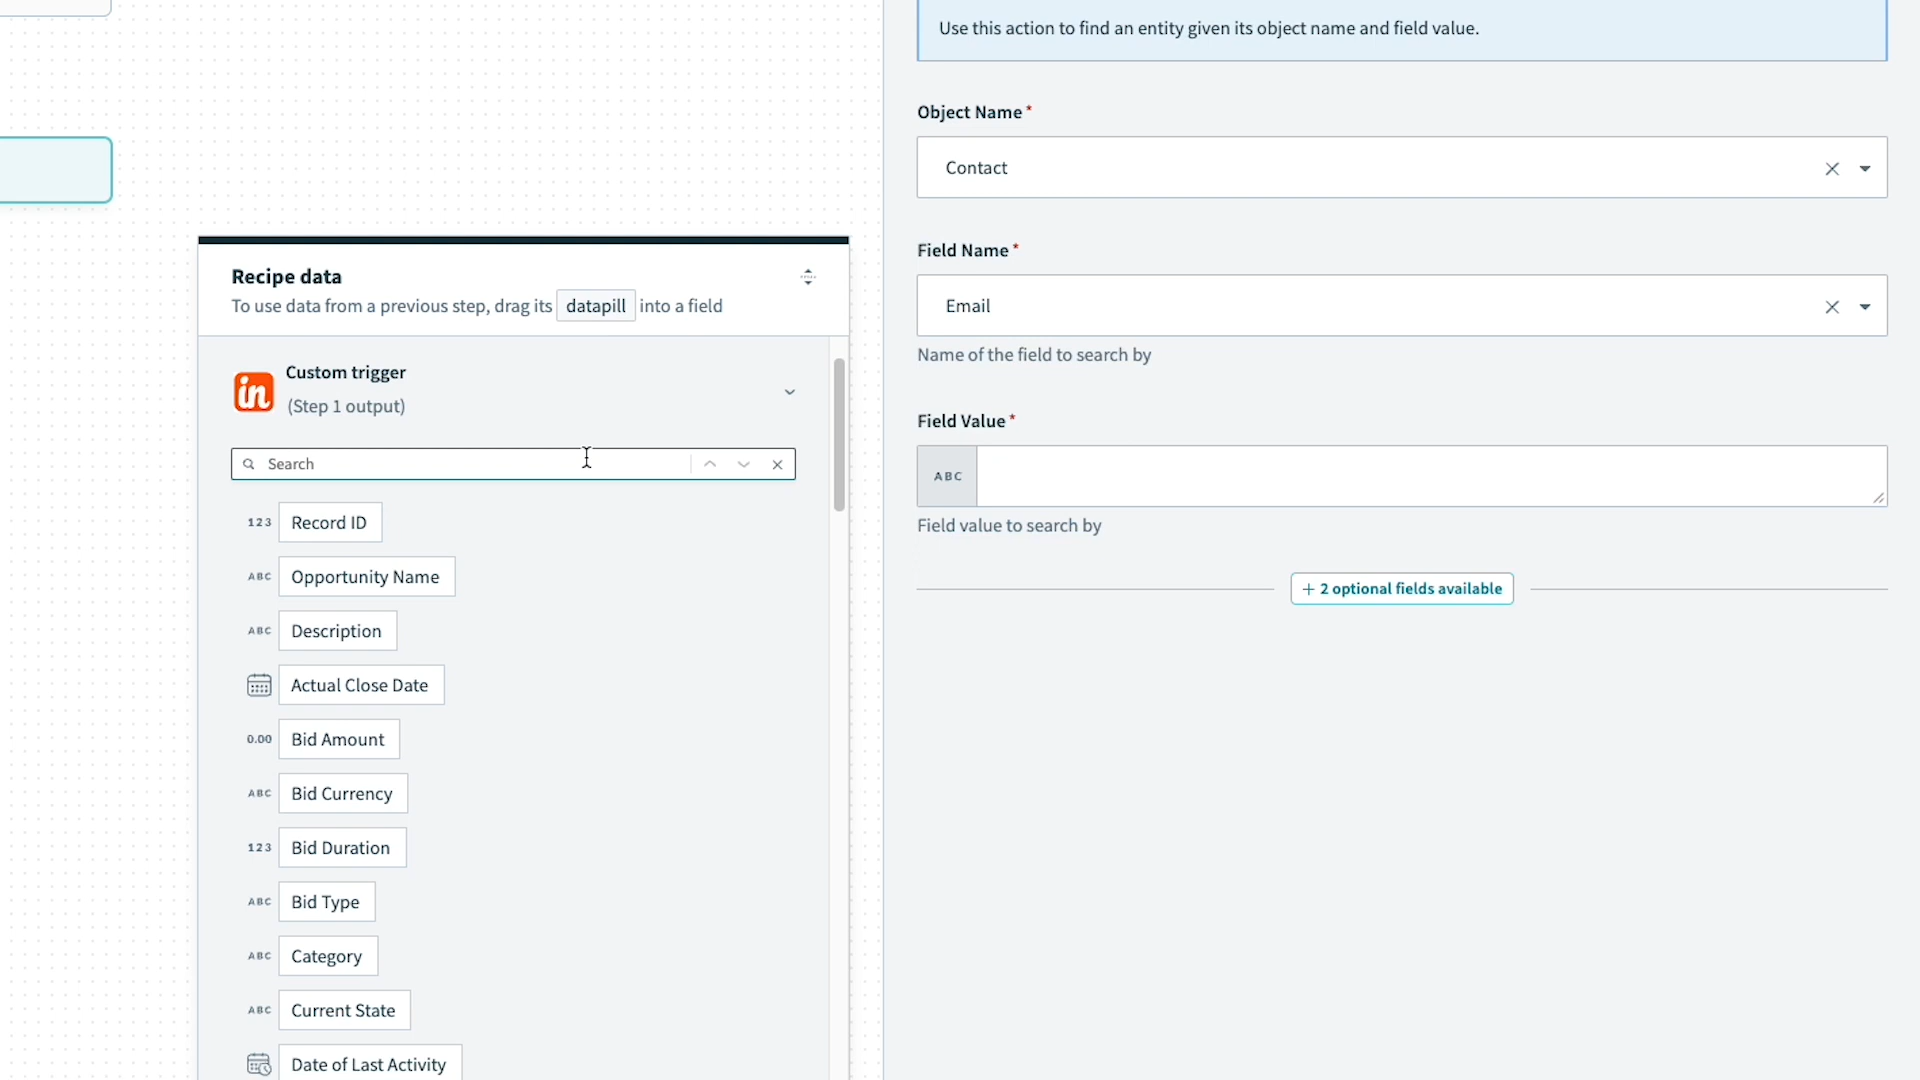 Use this action to find an entity given its object name and field value.
Object Name*
Contact
Field Name*
Email
Name of the field to search by
Field Value*
ABC
Field value to search by
+ 2 optional fields available
Recipe data
To use data from a previous step, drag its datapill into a field
in
Custom trigger
(Step 1 output)
Search
123 Record ID
ABC Opportunity Name
ABC Description
Actual Close Date
0.00 Bid Amount
ABC Bid Currency
123 Bid Duration
ABC Bid Type
ABC Category
ABC Current State
Date of Last Activity